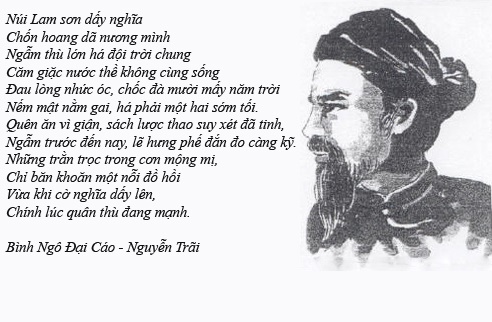 Núi Lam sơn dấy nghĩa
Chốn hoang dã nương mình
Ngẫm thù lớn há đội trời chung
Căm giặc nước thề không cùng sống
Đau lòng nhức óc, chốc đà mười mấy năm trời
Nếm mật nằm gai, há phải một hai sớm tối.
Quên ăn vì giận, sách lược thao suy xét đã tinh,
Ngẫm trước đến nay, lẽ hưng phế đắn đo càng kỹ.
Những trằn trọc trong cơn mộng mị,
Chỉ băn khoăn một nỗi đồ hồi
Vừa khi cờ nghĩa dấy lên,
Chính lúc quân thù đang mạnh.
Bình Ngô Đại Cáo - Nguyễn Trãi